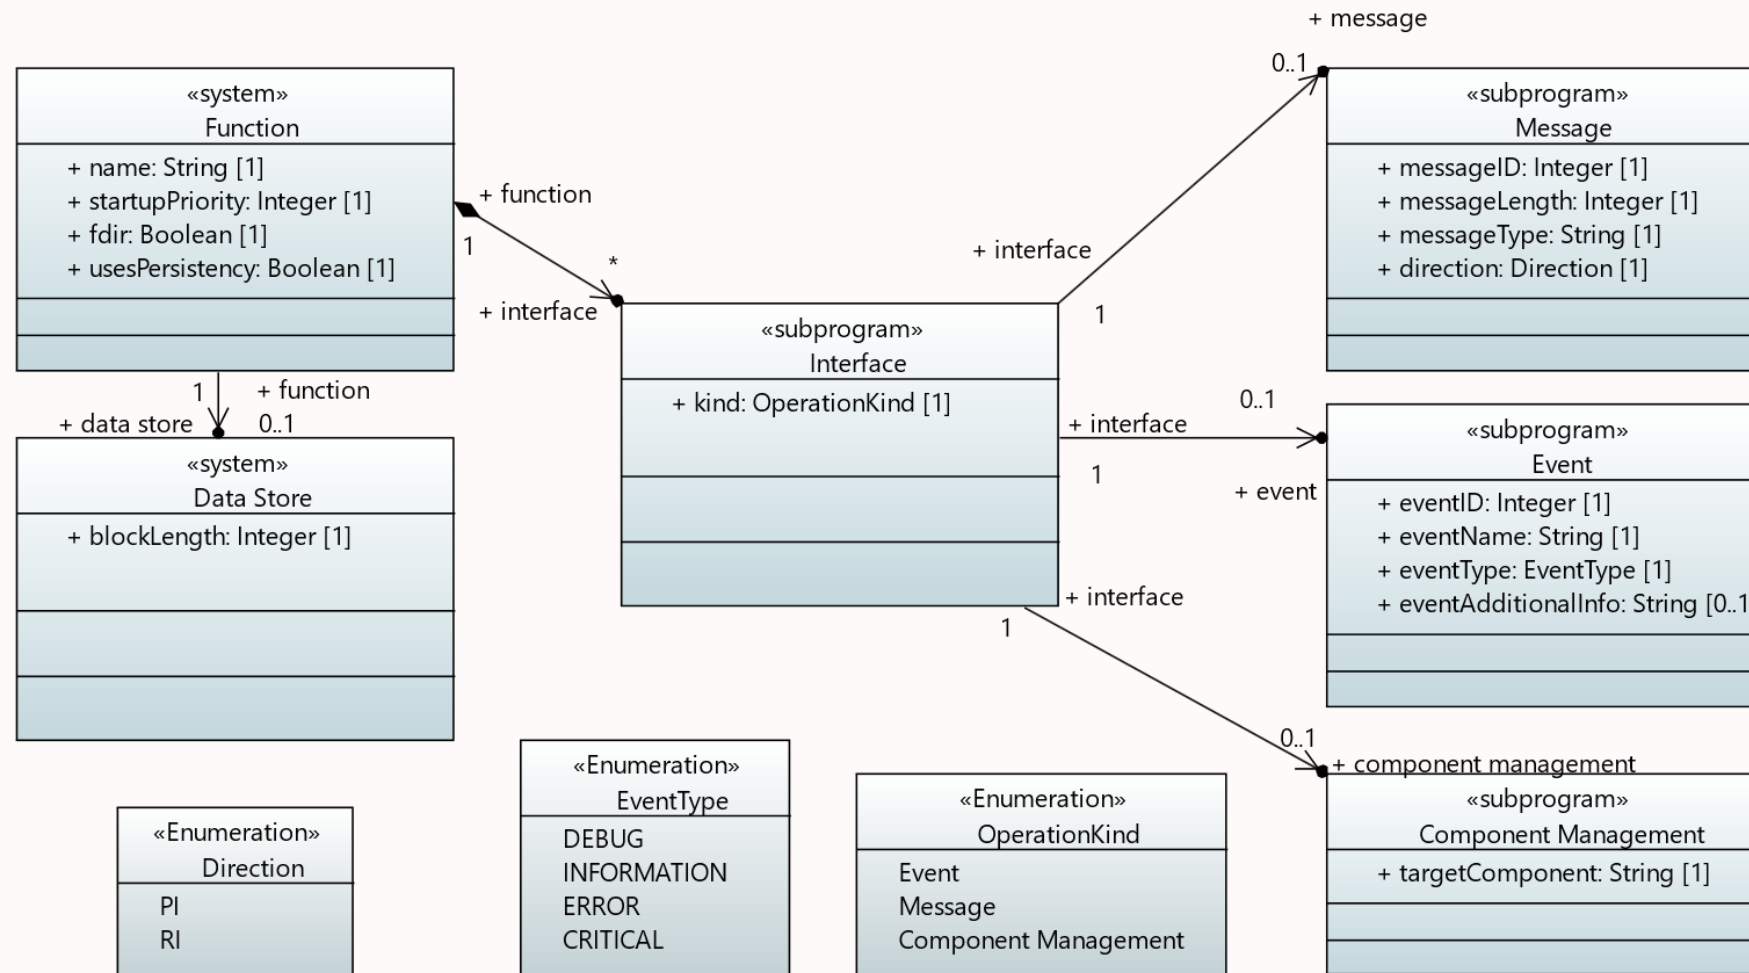 + message
0..1
«system»
Function
+ name: String [1]
+ startupPriority: Integer [1]
+ fdir: Boolean [1]
+ usesPersistency: Boolean [1]
+ function
1
*
+ interface
«subprogram»
Message
+ messageID: Integer [1]
+ messageLength: Integer [1]
+ messageType: String [1]
+ direction: Direction [1]
+ interface
1
1
+ function
+ data store
0..1
«system»
Data Store
+ blockLength: Integer [1]
«subprogram»
Interface
+ kind: OperationKind [1]
0..1
+ interface
1
+ event
«subprogram»
Event
+ eventID: Integer [1]
+ eventName: String [1]
+ eventType: EventType [1]
+ eventAdditionalInfo: String [0..1
+ interface
1
0..1
+ component management
«subprogram»
Component Management
+ targetComponent: String [1]
«Enumeration»
Direction
PI
RI
«Enumeration»
EventType
DEBUG
INFORMATION
ERROR
CRITICAL
«Enumeration»
OperationKind
Event
Message
Component Management